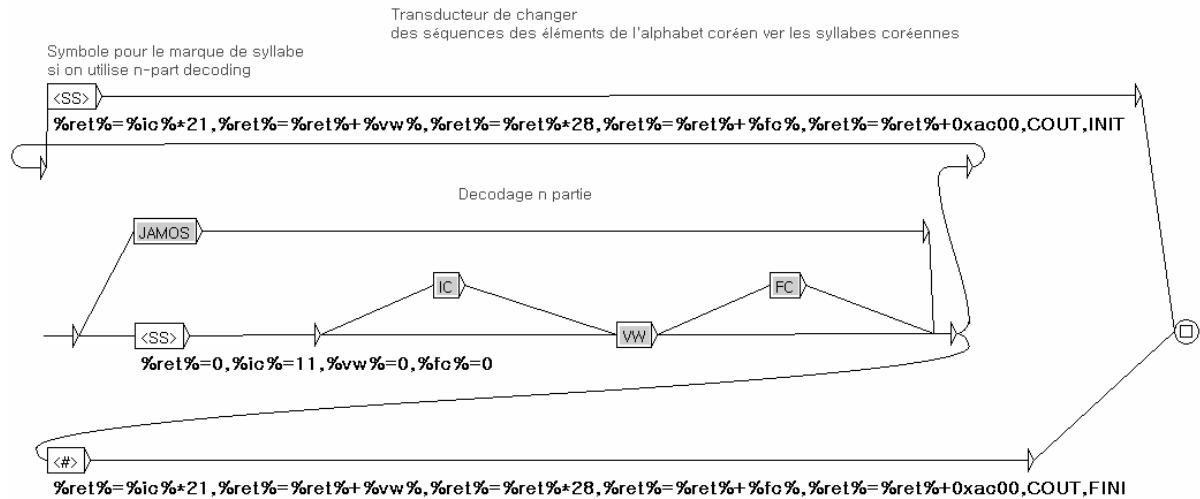 Transducteur de changer
des séquences des éléments de l'alphabet coréen ver les syllabes coréennes
Symbole pour le marque de syllabe
si on utilise n-part decoding
<SS>
%ret%=%ic%*21,%ret%=%ret%+%vw%,%ret%=%ret%*28,%ret%=%ret%+%fc%,%ret%=%ret%+0xac00,COUT,INIT
Decodage n partie
JAMOS
IC
FC
<SS>
VW
%ret%=0,%ic%=11,%vw%=0,%fc%=0
<#>
%ret%=%ic%*21,%ret%=%ret%+%vw%,%ret%=%ret%*28,%ret%=%ret%+%fc%,%ret%=%ret%+0xac00,COUT,FINI